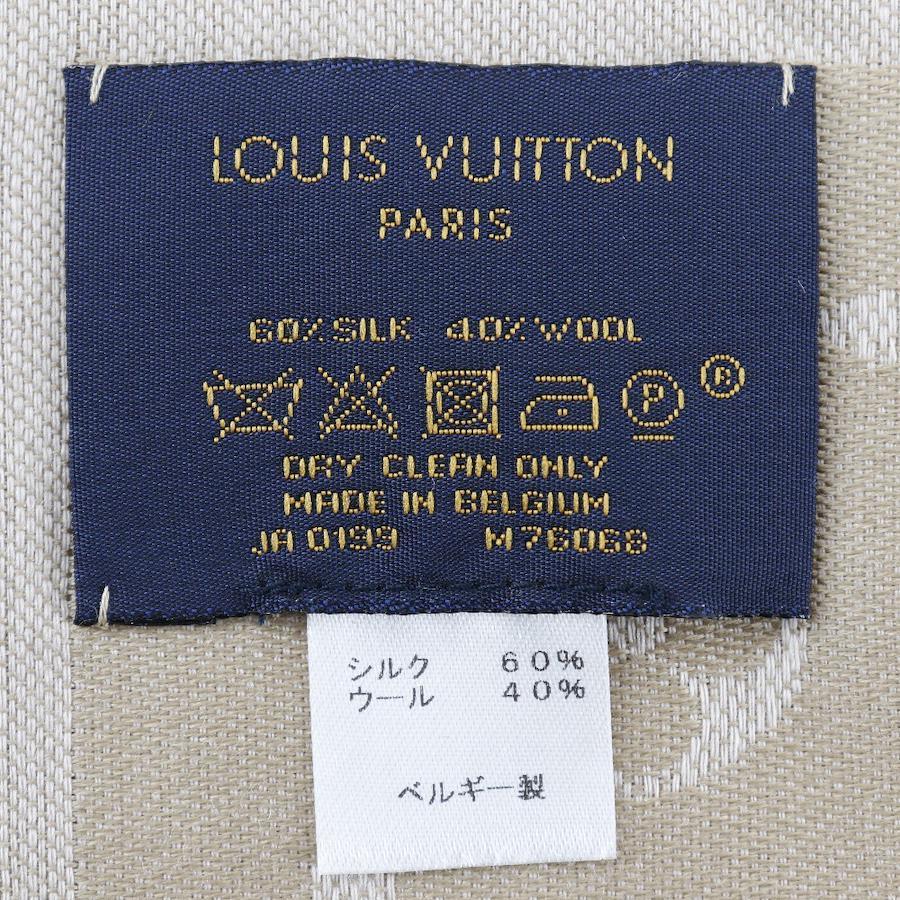 LOUIS VUITTON
PARIS
60% SILK 40% WOOL
P ®
DRY CLEAN ONLY
MADE IN BELGIUM
JA 0199 M76068
シルク 60%
ウール 40%
ベルギー製